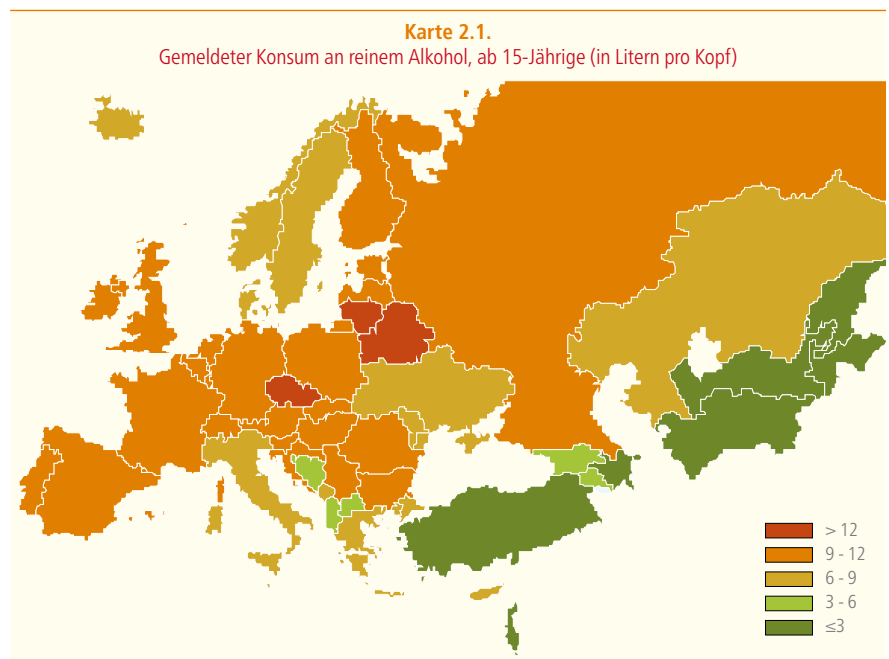 Karte 2.1.
Gemeldeter Konsum an reinem Alkohol, ab 15-Jährige (in Litern pro Kopf)
> 12
9 - 12
6 - 9
3 - 6
≤3